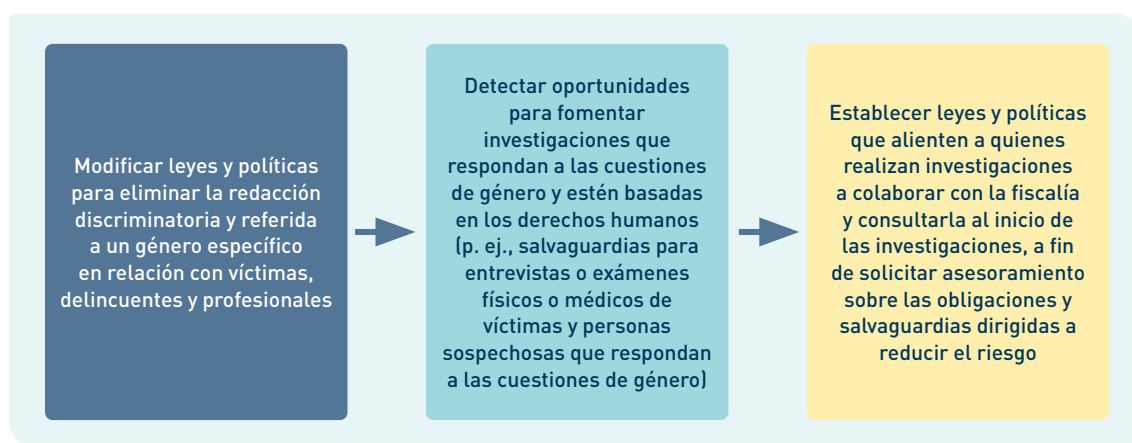 Modificar leyes y políticas
para eliminar la redacción
discriminatoria y referida
a un género específico
en relación con víctimas,
delincuentes y profesionales
Detectar oportunidades
para fomentar
investigaciones que
respondan a las cuestiones
de género y estén basadas
en los derechos humanos
(p. ej., salvaguardias para
entrevistas o exámenes
físicos o médicos de
víctimas y personas
sospechosas que respondan
a las cuestiones de género)
Establecer leyes y políticas
que alienten a quienes
realizan investigaciones
a colaborar con la fiscalía
y consultarla al inicio de
las investigaciones, a fin
de solicitar asesoramiento
sobre las obligaciones y
salvaguardias dirigidas a
reducir el riesgo